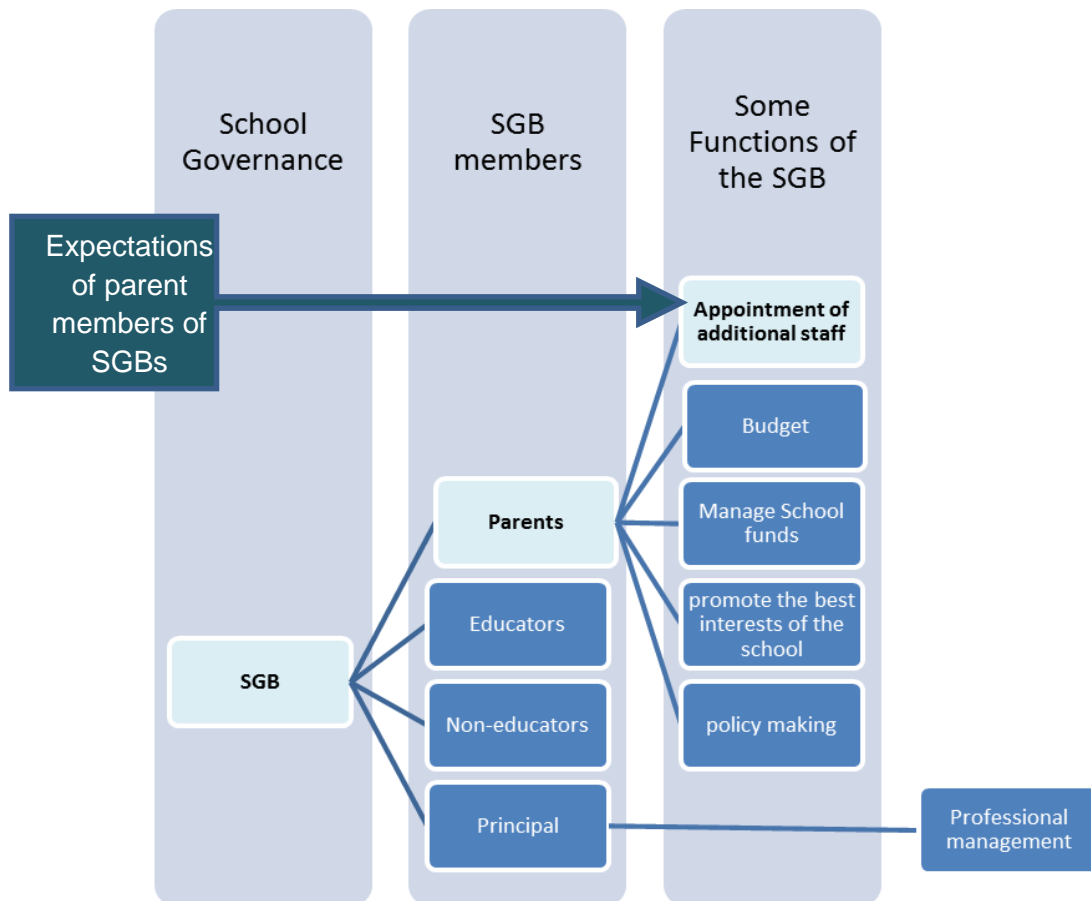 School
Governance
SGB
members
Some
Functions of
the SGB
Expectations
of parent
members of
SGBs
Appointment of
additional staff
Budget
Manage School
funds
promote the best
interests of the
school
policy making
Parents
Educators
Non-educators
Principal
SGB
Professional
management